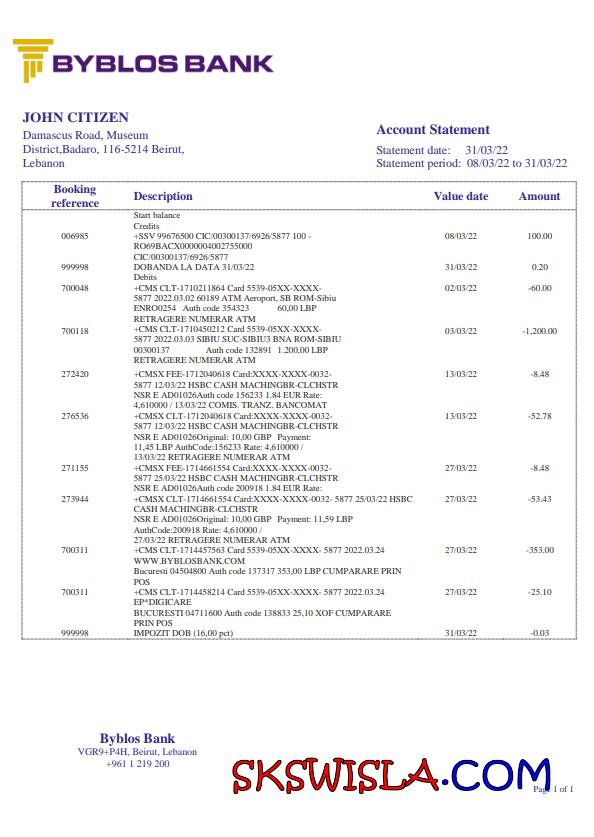 BYBLOS BANK
JOHN CITIZEN
Damascus Road, Museum
District,Badaro, 116-5214 Beirut,
Lebanon
Account Statement
Statement date: 31/03/22
Statement period: 08/03/22 to 31/03/22
Booking reference Description Value date Amount
Start balance
Credits
006985 +SSV 99676500 CIC/00300137/6926/5877 100 - 08/03/22 100.00
RO69BACX0000004002755000
CIC/00300137/6926/5877
999998 DOBANDA LA DATA 31/03/22 31/03/22 0.20
Debits
700048 +CMS CLT-1710211864 Card 5539-05XX-XXXX- 02/03/22 -60.00
5877 2022.03.02 60189 ATM Aeroport, SB ROM-Sibiu
ENRO0254 Auth code 354323 60,00 LBP
RETRAGERE NUMERAR ATM
700118 +CMS CLT-1710450212 Card 5539-05XX-XXXX- 03/03/22 -1,200.00
5877 2022.03.03 SIBIU SUC-SIBIU3 BNA ROM-SIBIU
00300137 Auth code 132891 1.200,00 LBP
RETRAGERE NUMERAR ATM
272420 +CMSX FEE-1712040618 Card:XXXX-XXXX-0032- 13/03/22 -8.48
5877 12/03/22 HSBC CASH MACHINGBR-CLCHSTR
NSR E AD01026Auth code 156233 1.84 EUR Rate:
4,610000 / 13/03/22 COMIS. TRANZ. BANCOMAT
276536 +CMSX CLT-1712040618 Card:XXXX-XXXX-0032- 13/03/22 -52.78
5877 12/03/22 HSBC CASH MACHINGBR-CLCHSTR
NSR E AD01026Original: 10,00 GBP Payment:
11,45 LBP AuthCode:156233 Rate: 4,610000 /
13/03/22 RETRAGERE NUMERAR ATM
271155 +CMSX FEE-1714661554 Card:XXXX-XXXX-0032- 27/03/22 -8.48
5877 25/03/22 HSBC CASH MACHINGBR-CLCHSTR
NSR E AD01026Auth code 200918 1.84 EUR Rate:
273944 +CMSX CLT-1714661554 Card:XXXX-XXXX-0032- 5877 25/03/22 HSBC 27/03/22 -53.43
CASH MACHINGBR-CLCHSTR
NSR E AD01026Original: 10,00 GBP Payment: 11,59 LBP
AuthCode:200918 Rate: 4,610000 /
27/03/22 RETRAGERE NUMERAR ATM
700311 +CMS CLT-1714457563 Card 5539-05XX-XXXX- 5877 2022.03.24 27/03/22 -353.00
WWW.BYBLOSBANK.COM
Bucuresti 04504800 Auth code 137317 353,00 LBP CUMPARARE PRIN
POS
700311 +CMS CLT-1714458214 Card 5539-05XX-XXXX- 5877 2022.03.24 27/03/22 -25.10
EP*DIGICARE
BUCURESTI 04711600 Auth code 138833 25,10 XOF CUMPARARE
PRIN POS
999998 IMPOZIT DOB (16,00 pct) 31/03/22 -0.03
Byblos Bank
VGR9+P4H, Beirut, Lebanon
+961 1 219 200
SKSWISLA.COM
Page 1 of 1